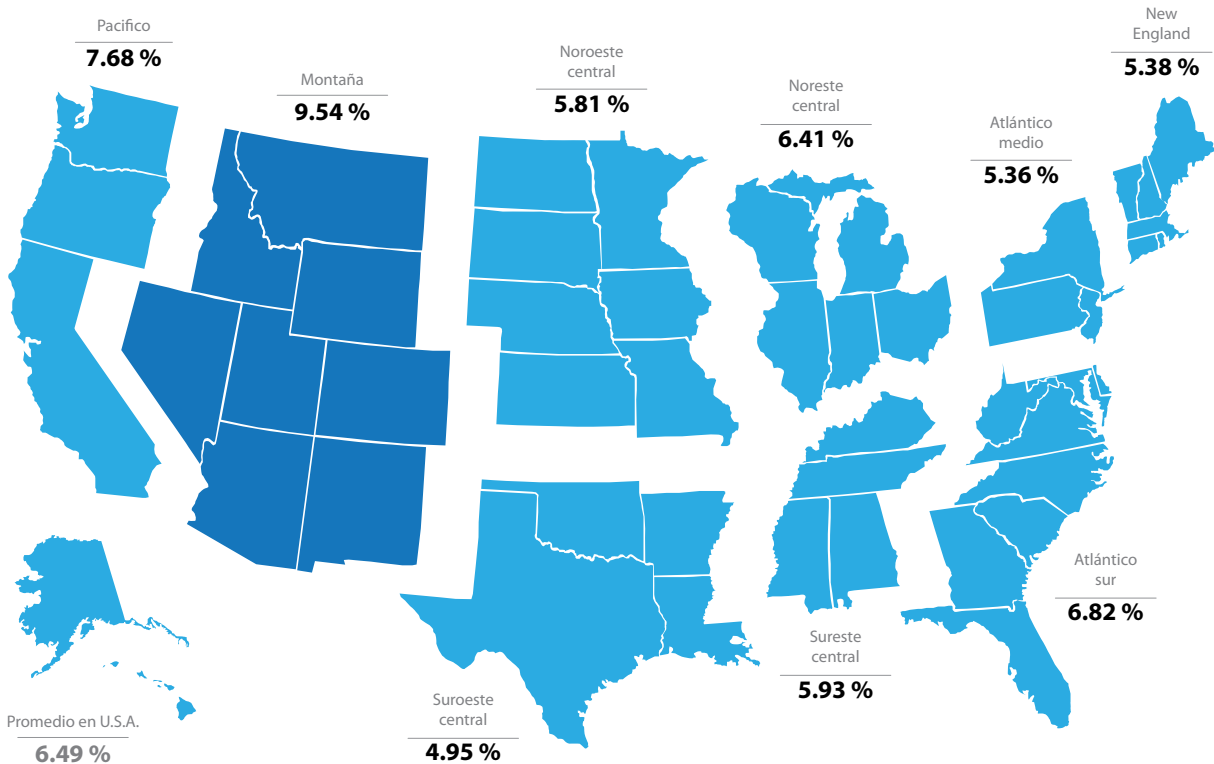 Pacifico
7.68 %
Montaña
9.54 %
Noroeste
central
5.81 %
Noreste
central
6.41 %
Atlántico
medio
5.36 %
New
England
5.38 %
Atlántico
sur
6.82 %
Sureste
central
5.93 %
Suroeste
central
4.95 %
Promedio en U.S.A.
6.49 %